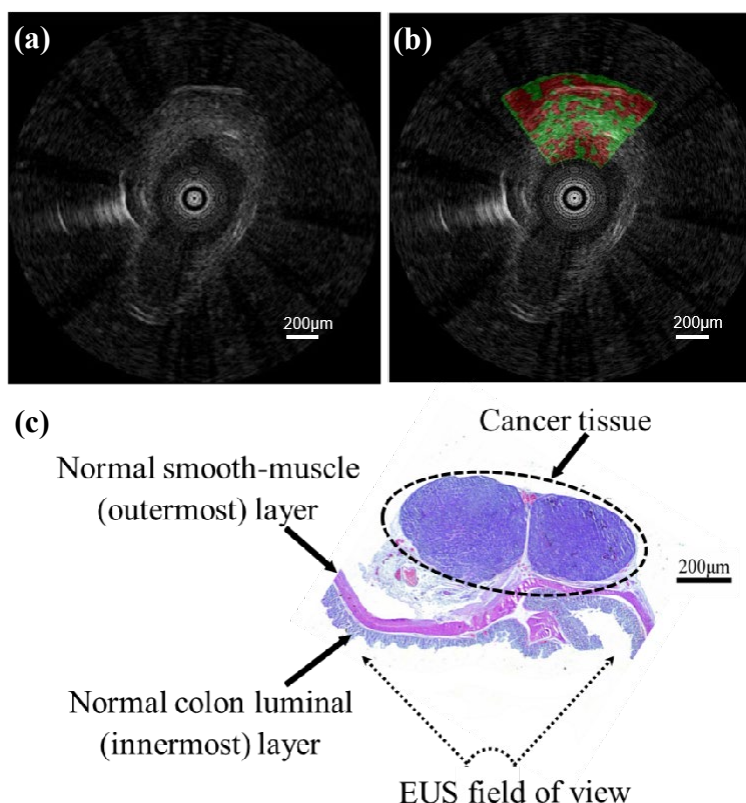 (a)
(b)
200µm
200µm
(c)
Cancer tissue
Normal smooth-muscle
(outermost) layer
200µm
Normal colon luminal
(innermost) layer
EUS field of view